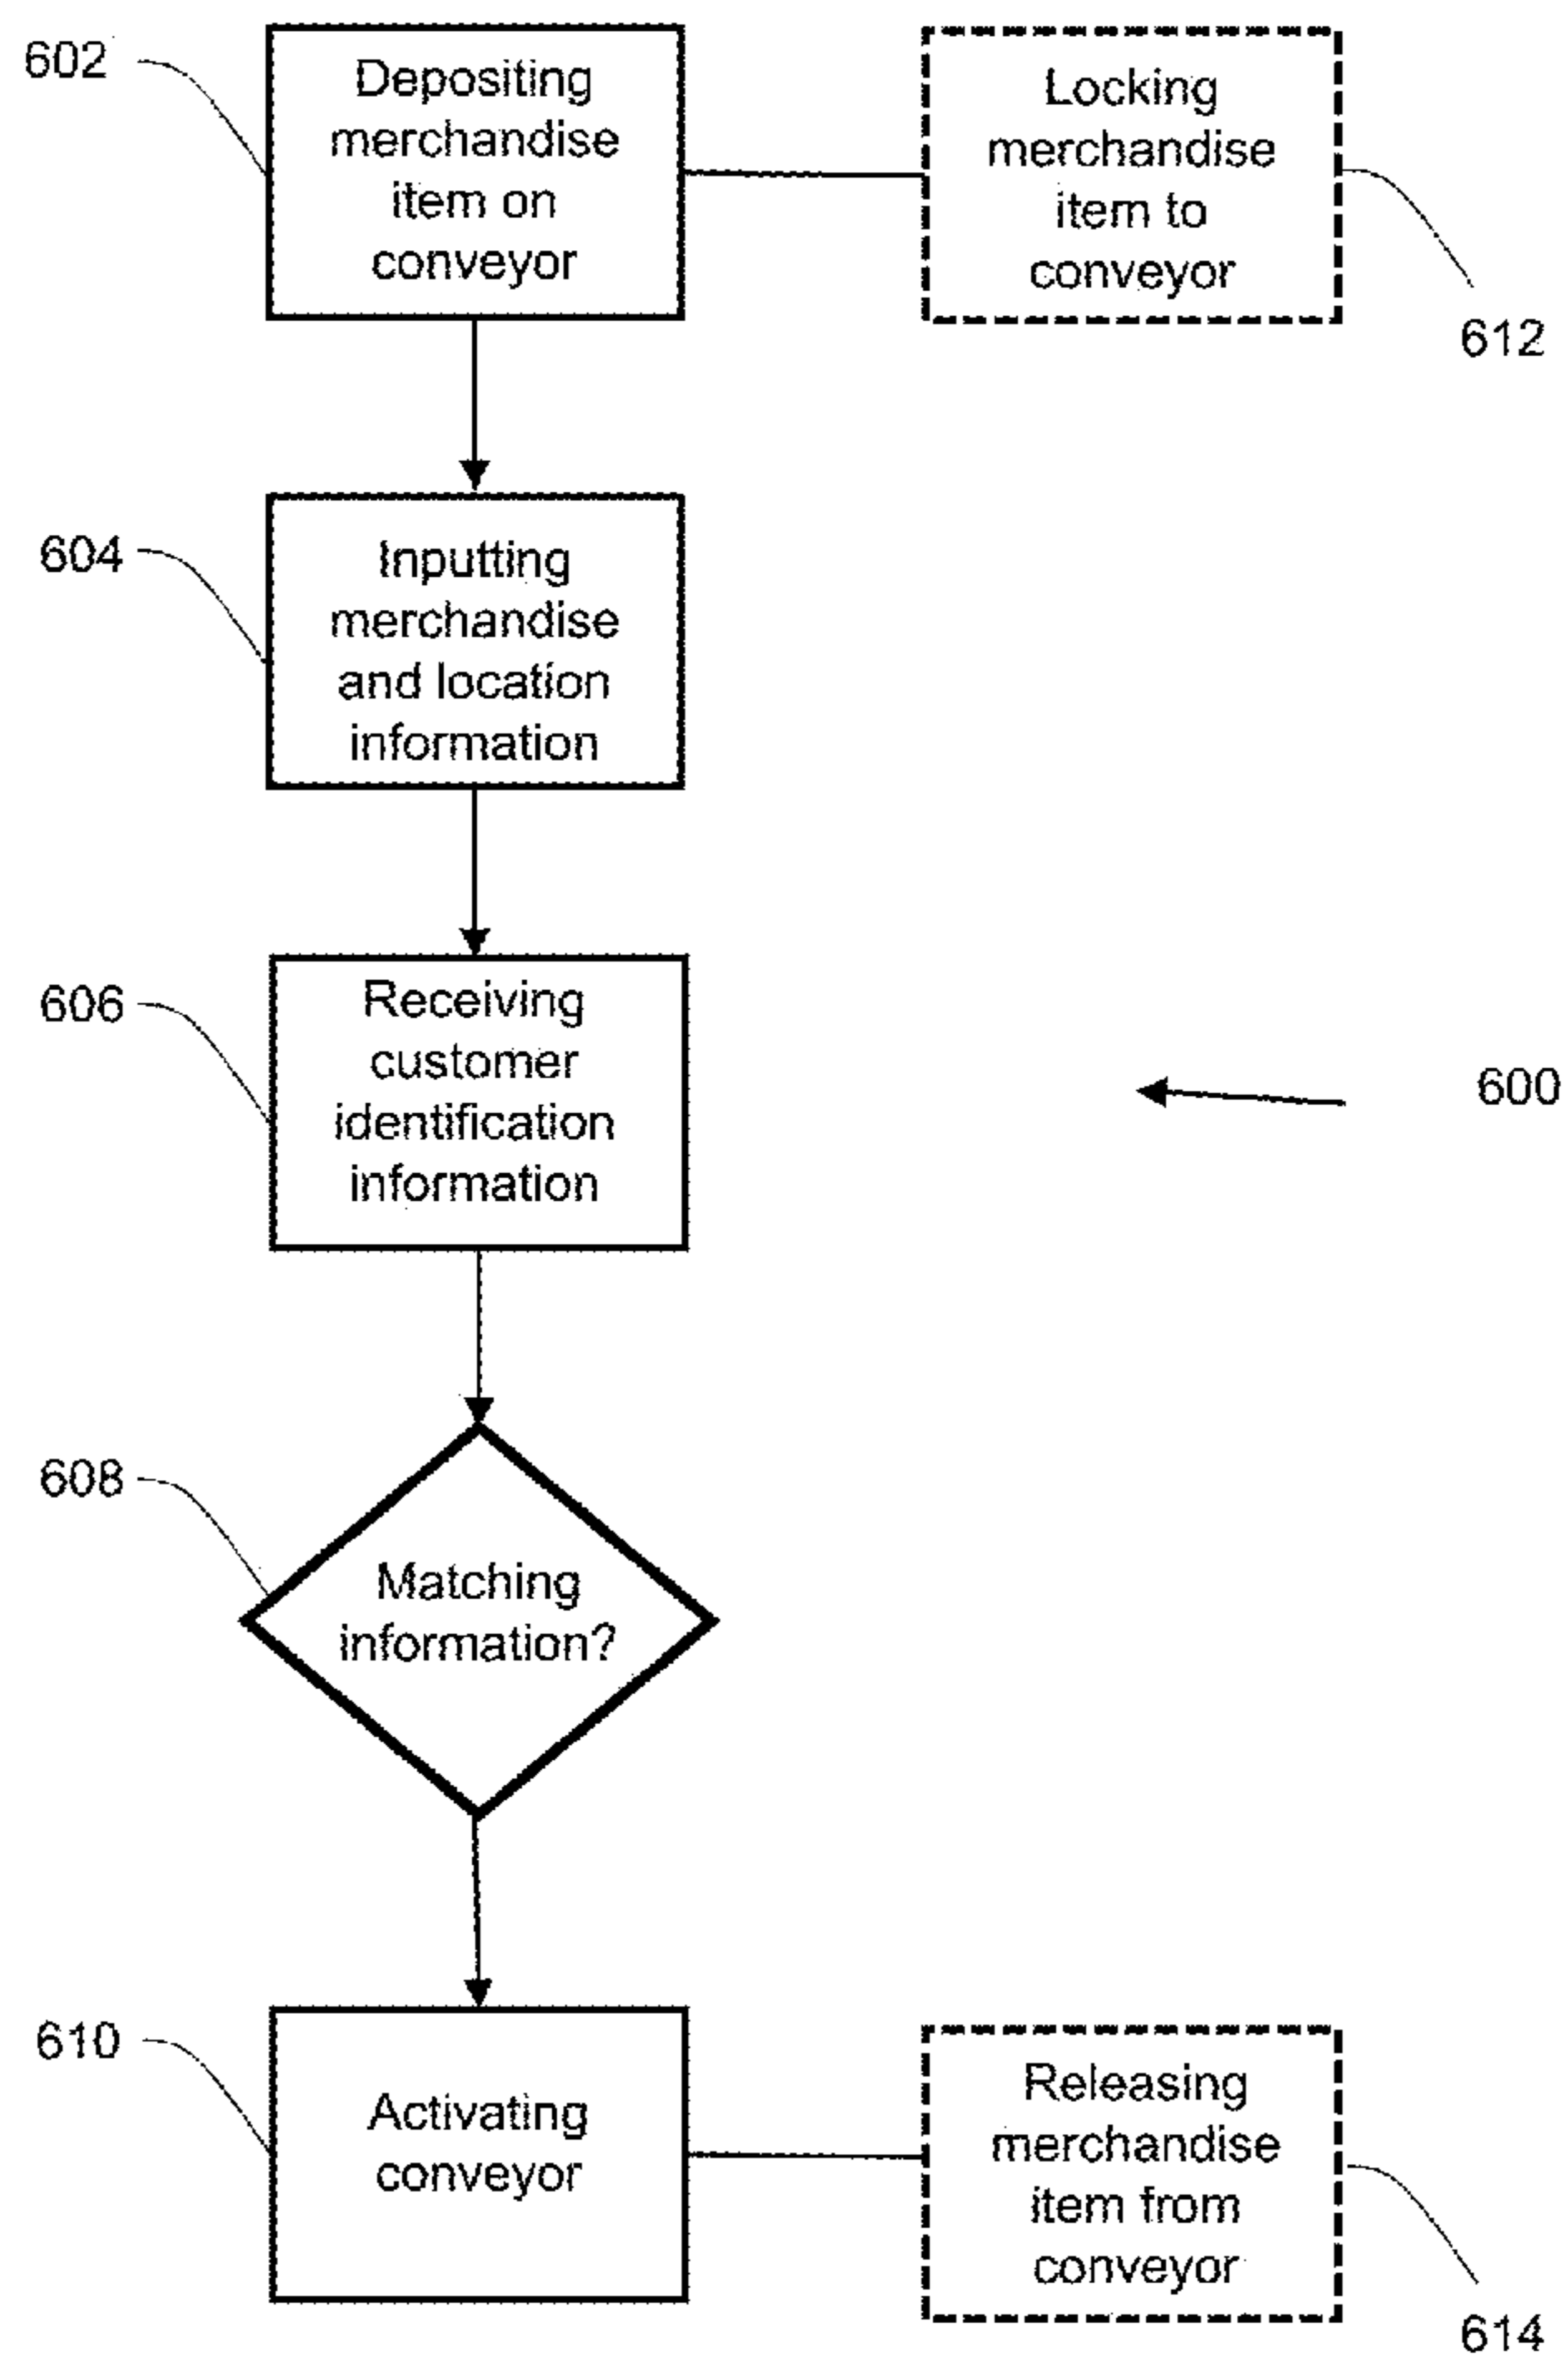 602
Depositing
merchandise
item on
conveyor
Locking
merchandise
item to
conveyor
612
604
Inputting
merchandise
and location
information
606
Receiving
customer
identification
information
600
608
Matching
information?
610
Activating
conveyor
Releasing
merchandise
item from
conveyor
614